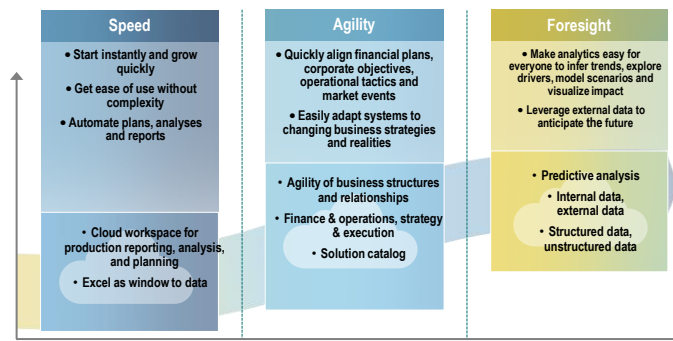 Speed
• Start instantly and grow
quickly
• Get ease of use without
complexity
• Automate plans, analyses
and reports
• Cloud workspace for
production reporting, analysis,
and planning
• Excel as window to data
Agility
• Quickly align financial plans,
corporate objectives,
operational tactics and
market events
• Easily adapt systems to
changing business strategies
and realities
• Agility of business structures
and relationships
• Finance & operations, strategy
& execution
• Solution catalog
Foresight
• Make analytics easy for
everyone to infer trends, explore
drivers, model scenarios and
visualize impact
• Leverage external data to
anticipate the future
• Predictive analysis
• Internal data,
external data
• Structured data,
unstructured data